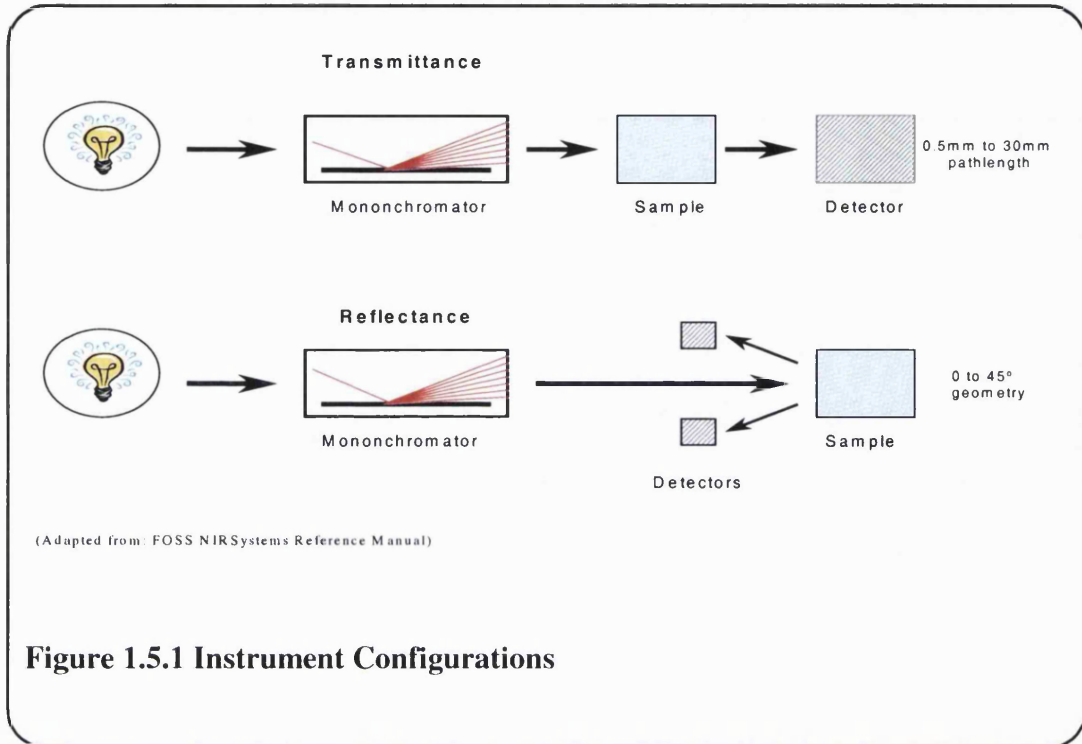 Transmittance
Mononchromator
Sample
Detector
0.5mm to 30mm
pathlength
Reflectance
Mononchromator
Detectors
Sample
0 to 45°
geometry
(Adapted from: FOSS NIRSystems Reference Manual)
Figure 1.5.1 Instrument Configurations